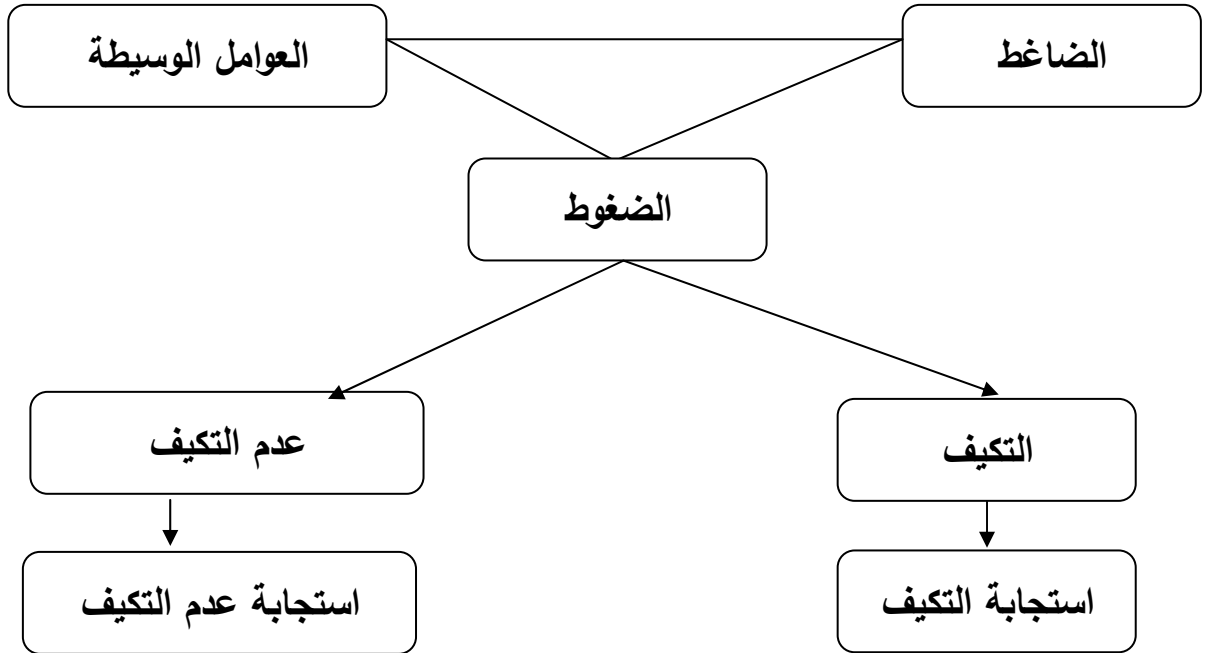 الضاغط
العوامل الوسيطة
الضغوط
التكيف
عدم التكيف
استجابة التكيف
استجابة عدم التكيف